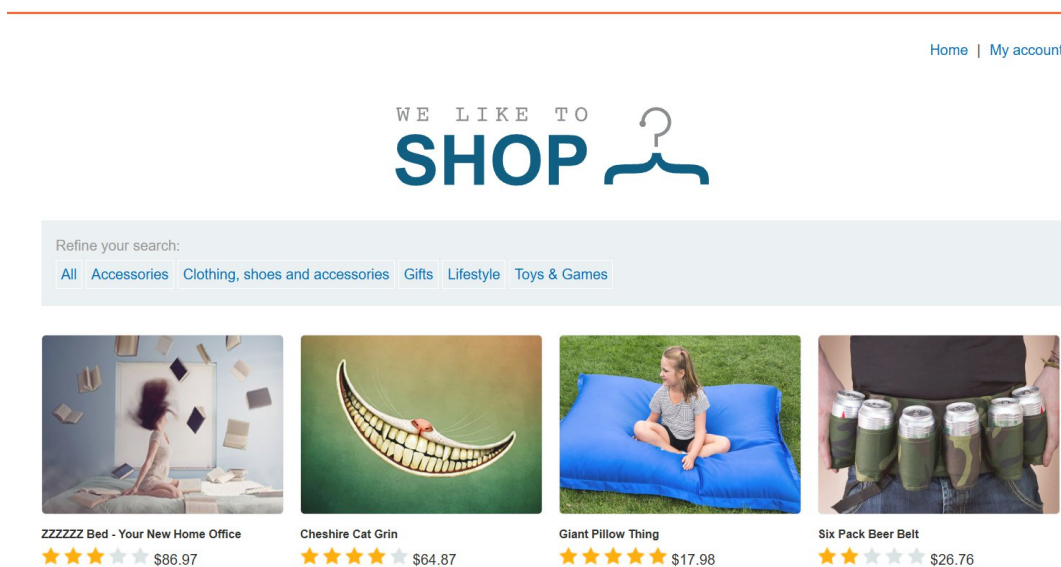 Home | My account
WE LIKE TO
SHOP
Refine your search:
All Accessories Clothing, shoes and accessories Gifts Lifestyle Toys & Games
ZZZZZZ Bed - Your New Home Office
$86.97
Cheshire Cat Grin
$64.87
Giant Pillow Thing
$17.98
Six Pack Beer Belt
$26.76